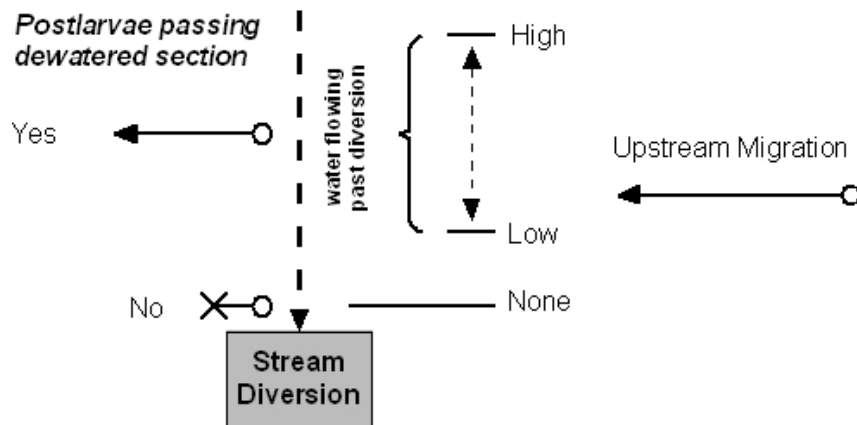 Postlarvae passing
dewatered section
High
Yes
water flowing
past diversion
Upstream Migration
Low
No
None
Stream
Diversion